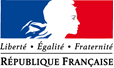 Liberté • Égalité • Fraternité
RÉPUBLIQUE FRANÇAISE